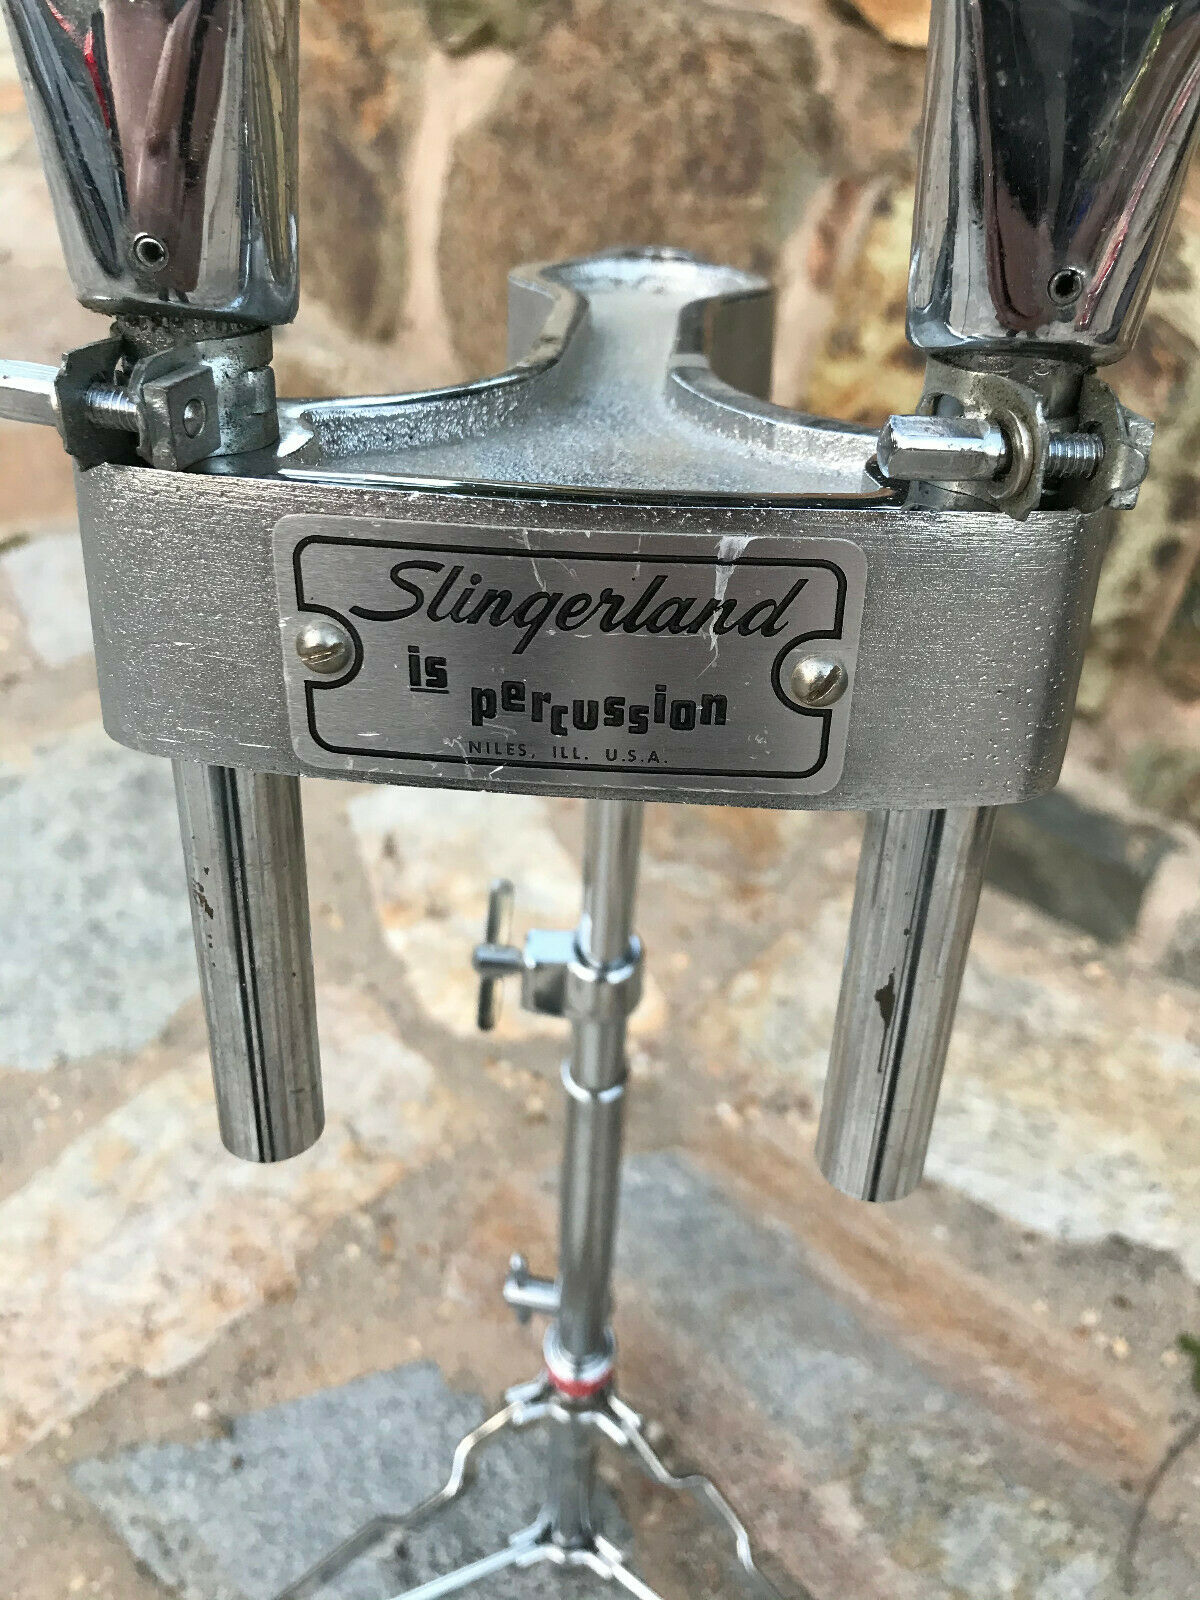 Slingerland
is
percussion
NILES, ILL. U.S.A.